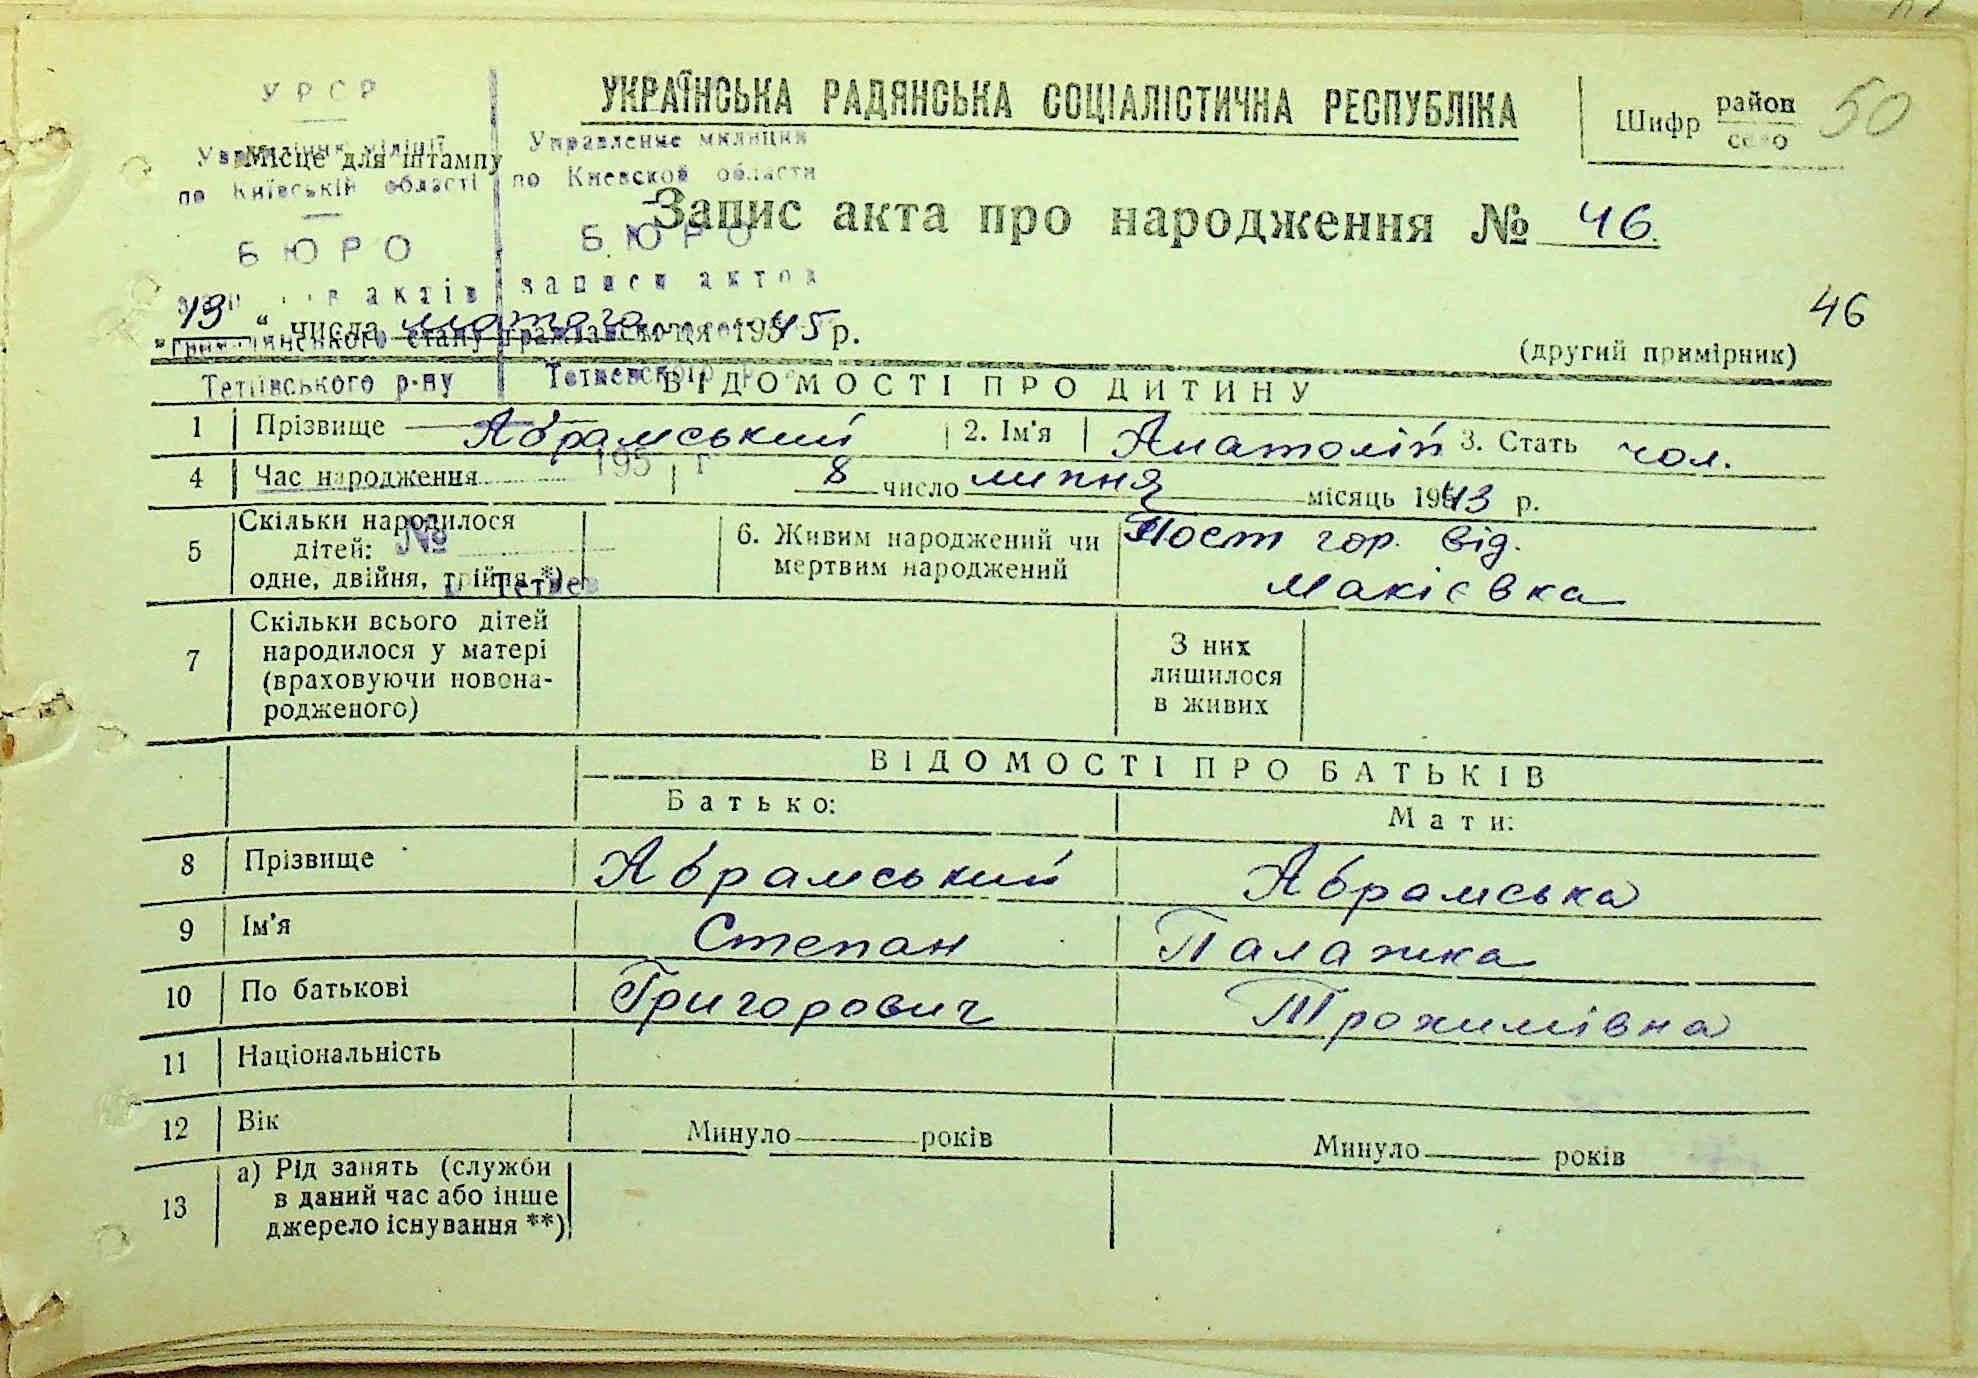 УКРАЇНСЬКА РАДЯНСЬКА СОЦІАЛІСТИЧНА РЕСПУБЛІКА
Шифр район село 50
УРСР
Управління міліції
по Київській області
БЮРО
актів
стану
Тетіївського р-ну
Управление милиции
по Киевской области
БЮРО
записи актов
Тетиевского
Місце для штампу
Запис акта про народження № 46.
46
„13“ числа лютого місяця 1945 р.
(другий примірник)
ВІДОМОСТІ ПРО ДИТИНУ
1 Прізвище Абрамський 2. Ім'я Анатолій 3. Стать чол.
195 г
4 Час народження 8 число липня місяць 1943 р.
5 Скільки народилося дітей: одне, двійня, трійня *)
№
Тетиев
6. Живим народжений чи мертвим народжений
Пост гор. від.
Макієвка
7 Скільки всього дітей народилося у матері (враховуючи новонародженого)
З них лишилося в живих
ВІДОМОСТІ ПРО БАТЬКІВ
Батько: Мати:
8 Прізвище Абрамський Абрамська
9 Ім'я Степан Палажка
10 По батькові Григорович Трохимівна
11 Національність
12 Вік Минуло років Минуло років
13 а) Рід занять (служби в даний час або інше джерело існування **)